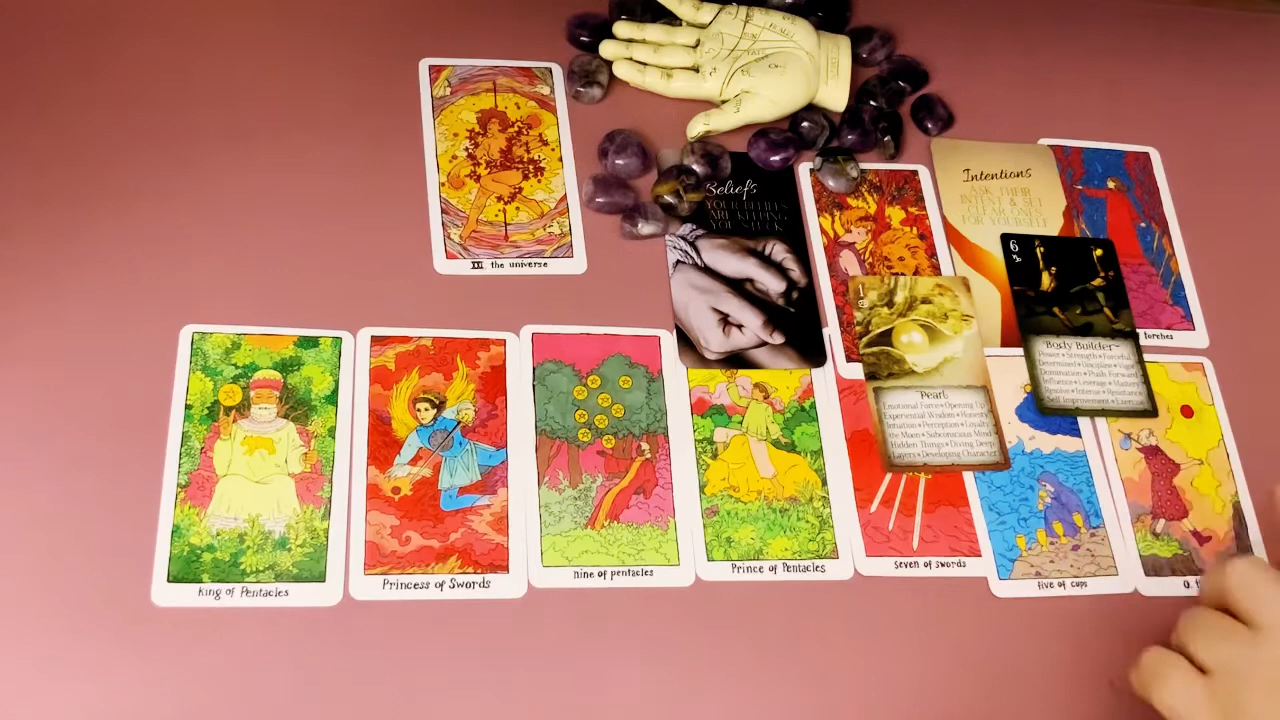 XXI the universe
Beliefs
YOUR BELIEFS
ARE KEEPING
YOU STUCK
Intentions
ASK THEIR
INTENT & SET
CLEAR ONES
FOR YOURSELF
torches
6
Body Builder
Power • Strength • Forceful
Determined • Discipline • Vigor
Domination • Push Forward
Influence • Leverage • Mastery
Resolve • Intense • Resistance
Self Improvement • Exercise
1
Pearl
Emotional Force • Opening Up
Experiential Wisdom • Honesty
Intuition • Perception • Loyalty
the Moon • Subconscious Mind
Hidden Things • Diving Deep
Layers • Developing Character
King of Pentacles
Princess of Swords
nine of pentacles
Prince of Pentacles
seven of swords
five of cups
0.